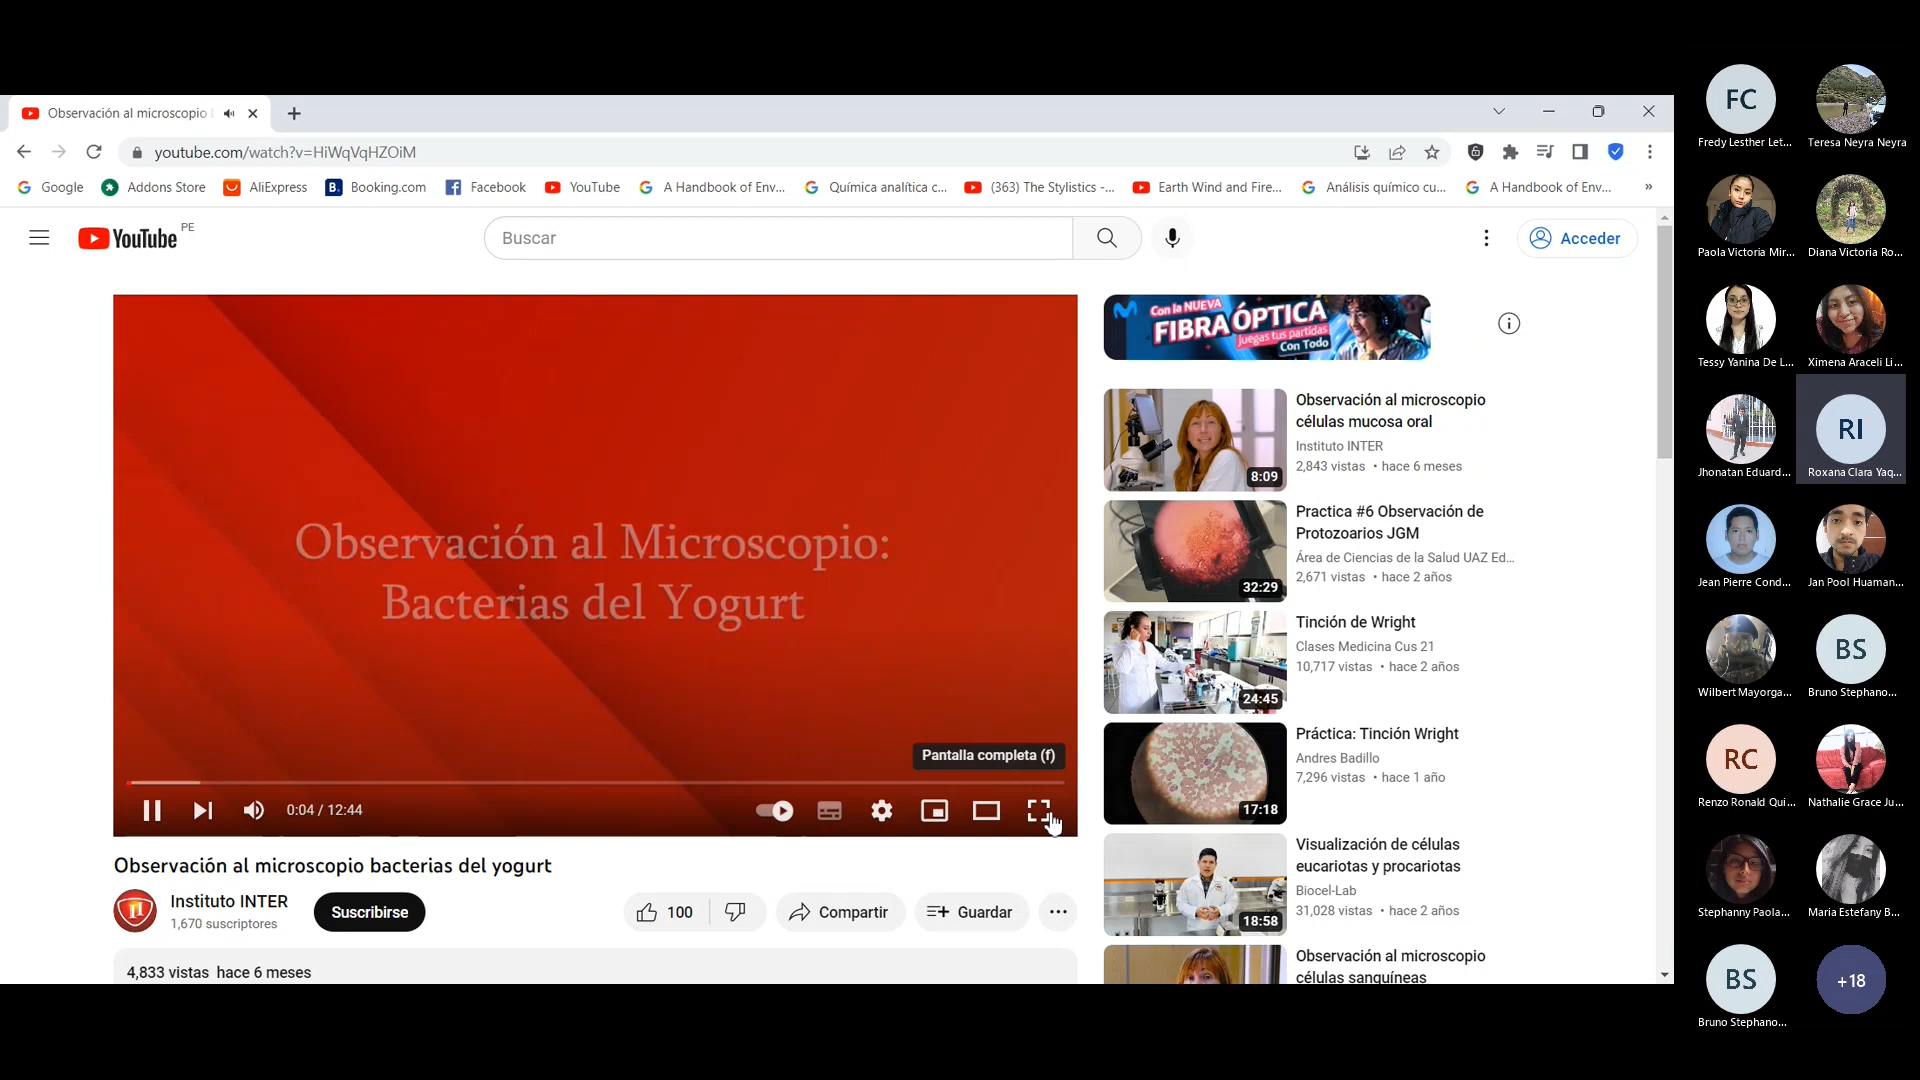 Observación al microscopio
youtube.com/watch?v=HiWqVqHZOiM
Google
Addons Store
AliExpress
B.
Booking.com
Facebook
YouTube
A Handbook of Env...
Química analítica c...
(363) The Stylistics -...
Earth Wind and Fire...
Análisis químico cu...
A Handbook of Env...
»
YouTube PE
Buscar
Acceder
Observación al Microscopio:
Bacterias del Yogurt
Pantalla completa (f)
0:04 / 12:44
Observación al microscopio bacterias del yogurt
Instituto INTER
1,670 suscriptores
Suscribirse
100
Compartir
Guardar
4,833 vistas hace 6 meses
Con la NUEVA
FIBRA ÓPTICA
Juegas tus partidas
Con Todo
8:09
Observación al microscopio
células mucosa oral
Instituto INTER
2,843 vistas • hace 6 meses
32:29
Practica #6 Observación de
Protozoarios JGM
Área de Ciencias de la Salud UAZ Ed...
2,671 vistas • hace 2 años
24:45
Tinción de Wright
Clases Medicina Cus 21
10,717 vistas • hace 2 años
17:18
Práctica: Tinción Wright
Andres Badillo
7,296 vistas • hace 1 año
18:58
Visualización de células
eucariotas y procariotas
Biocel-Lab
31,028 vistas • hace 2 años
Observación al microscopio
células sanguíneas
FC
Fredy Lesther Let...
Teresa Neyra Neyra
Paola Victoria Mir...
Diana Victoria Ro...
Tessy Yanina De L...
Ximena Araceli Li...
Jhonatan Eduard...
RI
Roxana Clara Yaq...
Jean Pierre Cond...
Jan Pool Huaman...
Wilbert Mayorga...
BS
Bruno Stephano...
RC
Renzo Ronald Qui...
Nathalie Grace Ju...
Stephanny Paola...
Maria Estefany B...
BS
Bruno Stephano...
+18